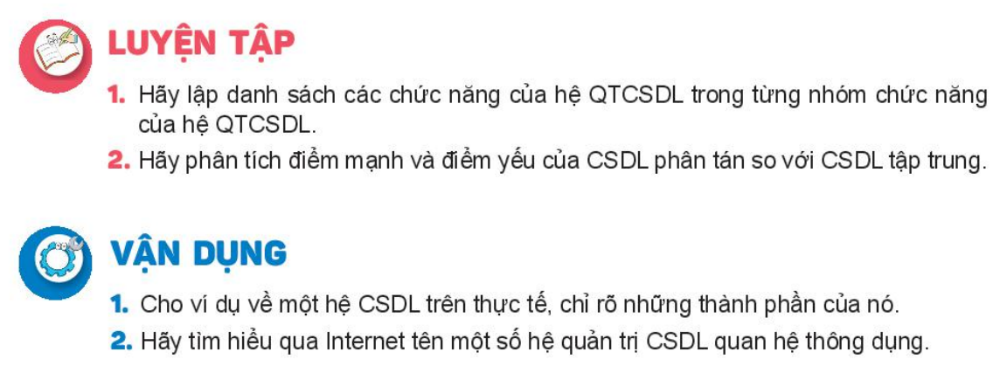 LUYỆN TẬP
1. Hãy lập danh sách các chức năng của hệ QTCSDL trong từng nhóm chức năng
của hệ QTCSDL.
2. Hãy phân tích điểm mạnh và điểm yếu của CSDL phân tán so với CSDL tập trung.
VẬN DỤNG
1. Cho ví dụ về một hệ CSDL trên thực tế, chỉ rõ những thành phần của nó.
2. Hãy tìm hiểu qua Internet tên một số hệ quản trị CSDL quan hệ thông dụng.